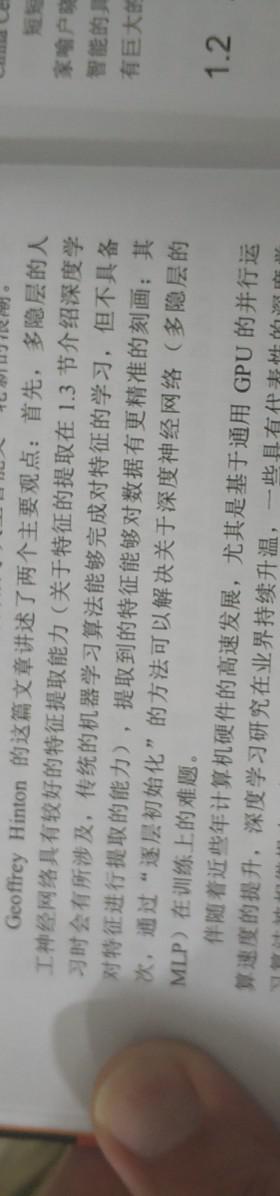 新的浪潮。
Geoffrey Hinton 的这篇文章讲述了两个主要观点：首先，多隐层的人
工神经网络具有较好的特征提取能力（关于特征的提取在 1.3 节介绍深度学
习时会有所涉及，传统的机器学习算法能够完成对特征的学习，但不具备
对特征进行提取的能力），提取到的特征能够对数据有更精准的刻画；其
次，通过“逐层初始化”的方法可以解决关于深度神经网络（多隐层的
MLP）在训练上的难题。
伴随着近些年计算机硬件的高速发展，尤其是基于通用 GPU 的并行运
算速度的提升，深度学习研究在业界持续升温，一些具有代表性的深度学
短短
家喻户晓
智能的具
有巨大的
1.2